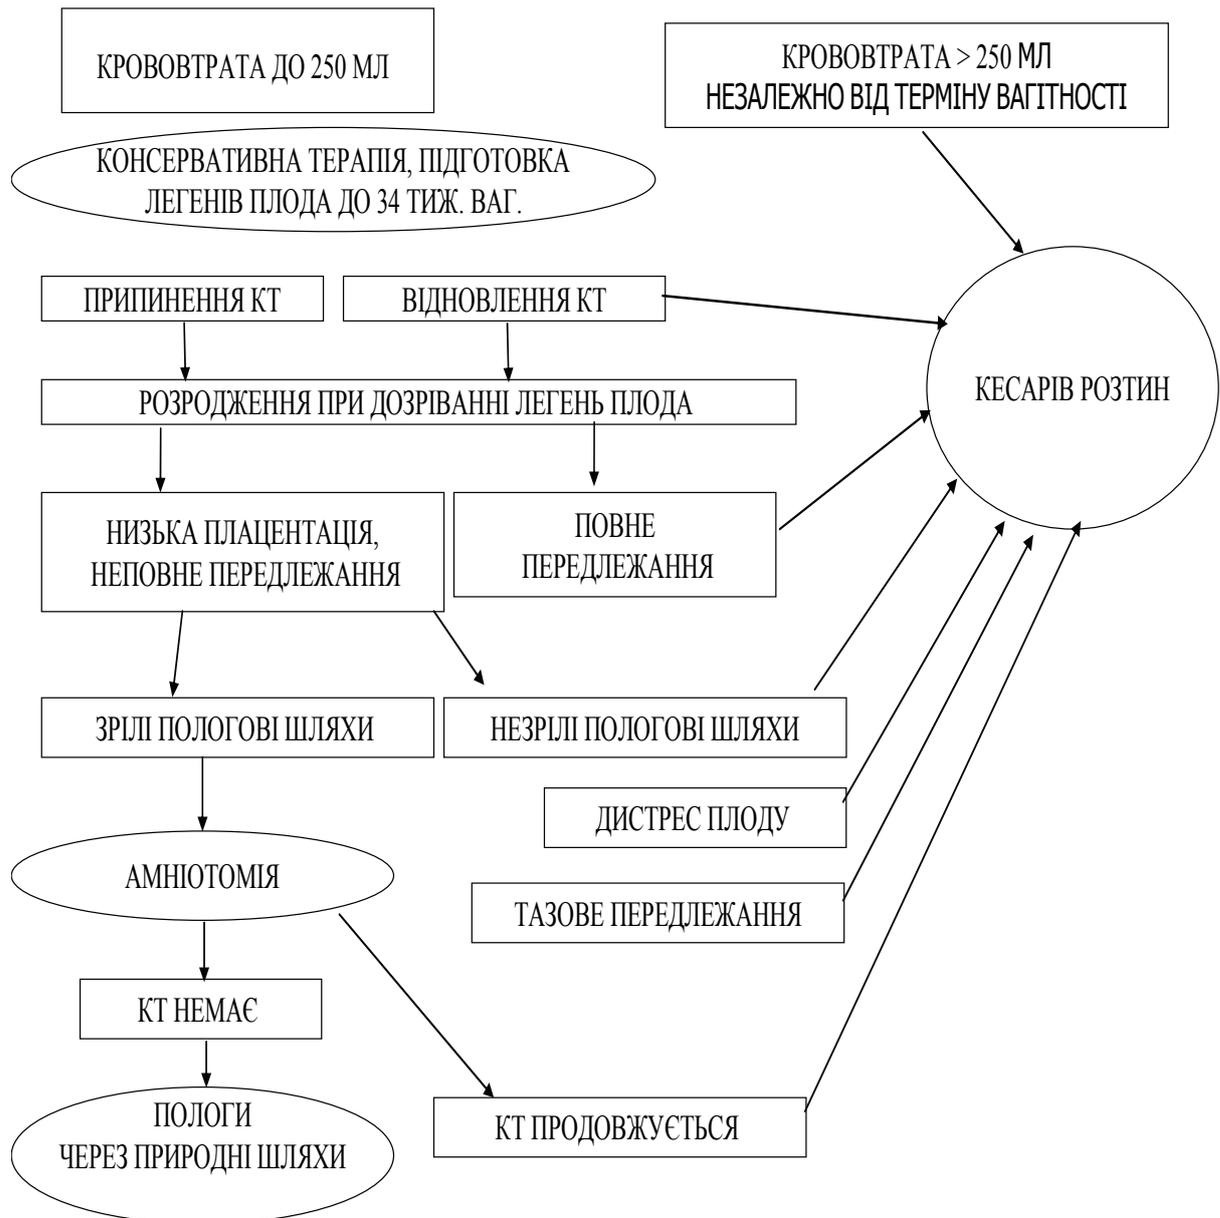 КРОВОВТРАТА ДО 250 МЛ
КРОВОВТРАТА > 250 МЛ
НЕЗАЛЕЖНО ВІД ТЕРМІНУ ВАГІТНОСТІ
КОНСЕРВАТИВНА ТЕРАПІЯ, ПІДГОТОВКА
ЛЕГЕНІВ ПЛОДА ДО 34 ТИЖ. ВАГ.
ПРИПИНЕННЯ КТ
ВІДНОВЛЕННЯ КТ
КЕСАРІВ РОЗТИН
РОЗРОДЖЕННЯ ПРИ ДОЗРІВАННІ ЛЕГЕНЬ ПЛОДА
НИЗЬКА ПЛАЦЕНТАЦІЯ,
НЕПОВНЕ ПЕРЕДЛЕЖАННЯ
ПОВНЕ
ПЕРЕДЛЕЖАННЯ
ЗРІЛІ ПОЛОГОВІ ШЛЯХИ
НЕЗРІЛІ ПОЛОГОВІ ШЛЯХИ
ДИСТРЕС ПЛОДУ
АМНІОТОМІЯ
ТАЗОВЕ ПЕРЕДЛЕЖАННЯ
КТ НЕМАЄ
ПОЛОГИ
ЧЕРЕЗ ПРИРОДНІ ШЛЯХИ
КТ ПРОДОВЖУЄТЬСЯ